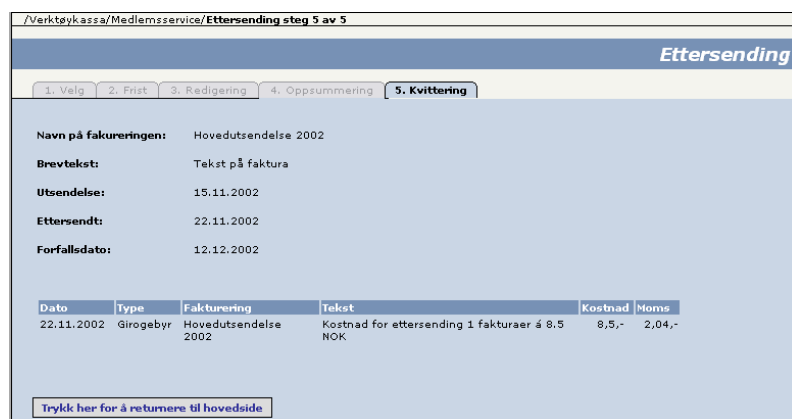 /Verktøykassa/Medlemsservice/Ettersending steg 5 av 5
Ettersending
1. Velg 2. Frist 3. Redigering 4. Oppsummering 5. Kvittering
Navn på fakureringen: Hovedutsendelse 2002
Brevtekst: Tekst på faktura
Utsendelse: 15.11.2002
Ettersendt: 22.11.2002
Forfallsdato: 12.12.2002
Dato Type Fakturering Tekst Kostnad Moms
22.11.2002 Girogebyr Hovedutsendelse Kostnad for ettersending 1 fakturaer á 8.5 8,5,- 2,04,-
2002 NOK
Trykk her for å returnere til hovedside